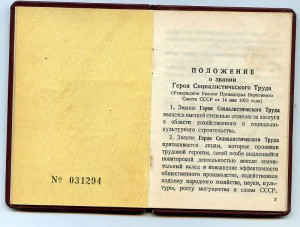 № 031294
ПОЛОЖЕНИЕ
о звании
Героя Социалистического Труда
(Утверждено Указом Президиума Верховного
Совета СССР от 14 мая 1973 года)
1. Звание Героя Социалистического Труда
является высшей степенью отличия за заслуги
в области хозяйственного и социально-
культурного строительства.
2. Звание Героя Социалистического Труда
присваивается лицам, которые проявили
трудовой героизм, своей особо выдающейся
новаторской деятельностью внесли значи-
тельный вклад в повышение эффективности
общественного производства, содействовали
подъему народного хозяйства, науки, куль-
туры, росту могущества и славы СССР.
2